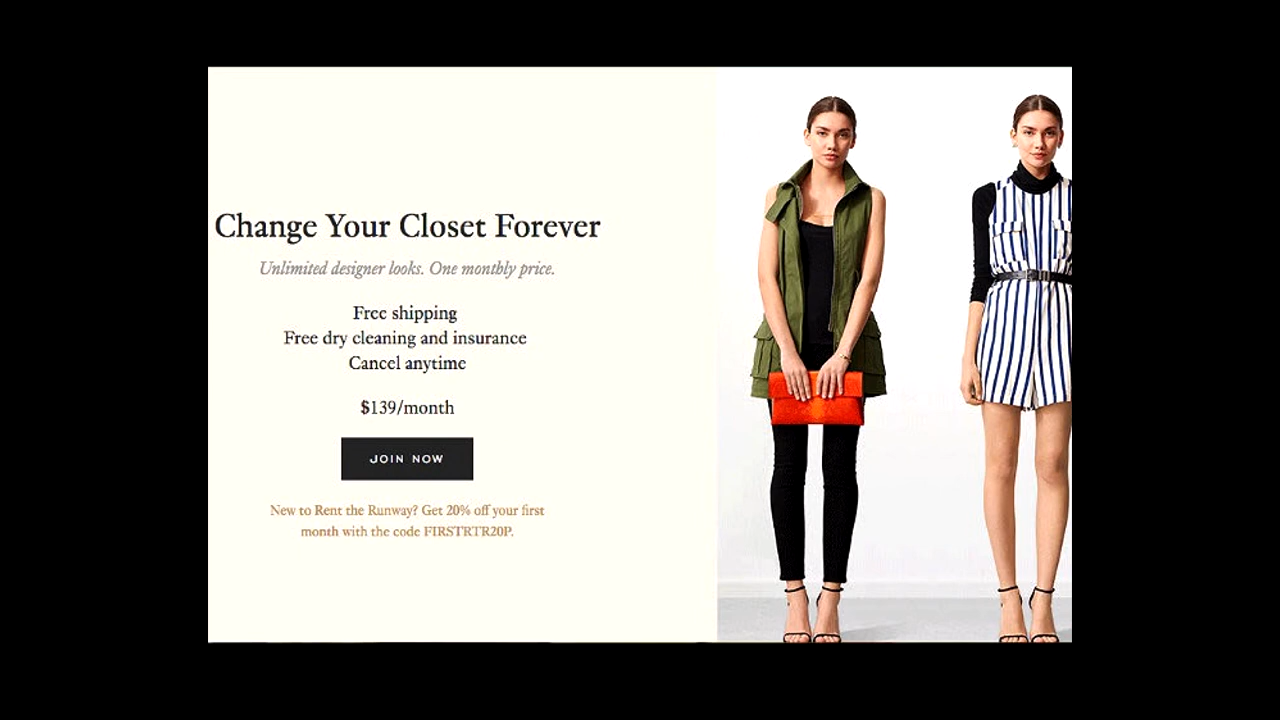 Change Your Closet Forever
Unlimited designer looks. One monthly price.
Free shipping
Free dry cleaning and insurance
Cancel anytime
$139/month
JOIN NOW
New to Rent the Runway? Get 20% off your first
month with the code FIRSTRTR20P.